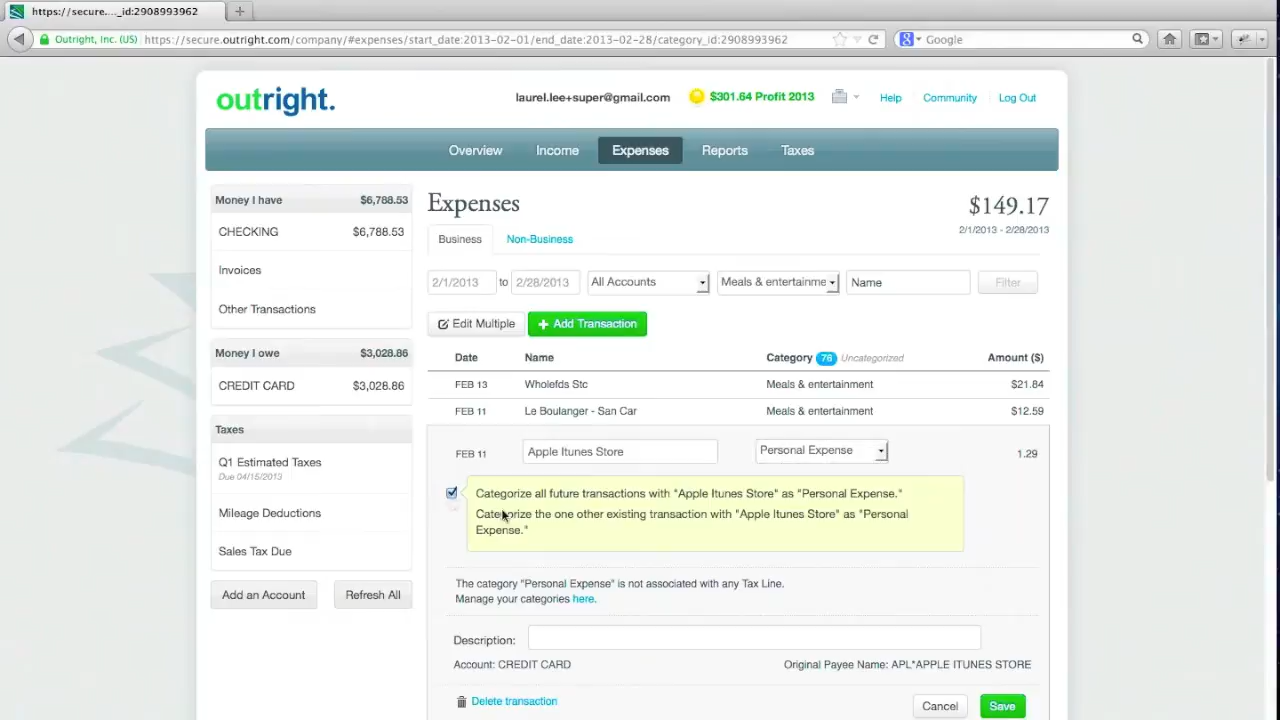 https://secure...._id:2908993962
Outright, Inc. (US) https://secure.outright.com/company/#expenses/start_date:2013-02-01/end_date:2013-02-28/category_id:2908993962 Google
outright. laurel.lee+super@gmail.com $301.64 Profit 2013 Help Community Log Out
Overview Income Expenses Reports Taxes
Money I have $6,788.53
CHECKING $6,788.53
Invoices
Other Transactions
Money I owe $3,028.86
CREDIT CARD $3,028.86
Taxes
Q1 Estimated Taxes
Due 04/15/2013
Mileage Deductions
Sales Tax Due
Add an Account Refresh All
Expenses $149.17
2/1/2013 - 2/28/2013
Business Non-Business
2/1/2013 to 2/28/2013 All Accounts Meals & entertainme Name Filter
Edit Multiple + Add Transaction
Date Name Category 76 Uncategorized Amount ($)
FEB 13 Wholefds Stc Meals & entertainment $21.84
FEB 11 Le Boulanger - San Car Meals & entertainment $12.59
FEB 11 Apple Itunes Store Personal Expense 1.29
Categorize all future transactions with "Apple Itunes Store" as "Personal Expense."
Categorize the one other existing transaction with "Apple Itunes Store" as "Personal
Expense."
The category "Personal Expense" is not associated with any Tax Line.
Manage your categories here.
Description:
Account: CREDIT CARD Original Payee Name: APL*APPLE ITUNES STORE
Delete transaction Cancel Save